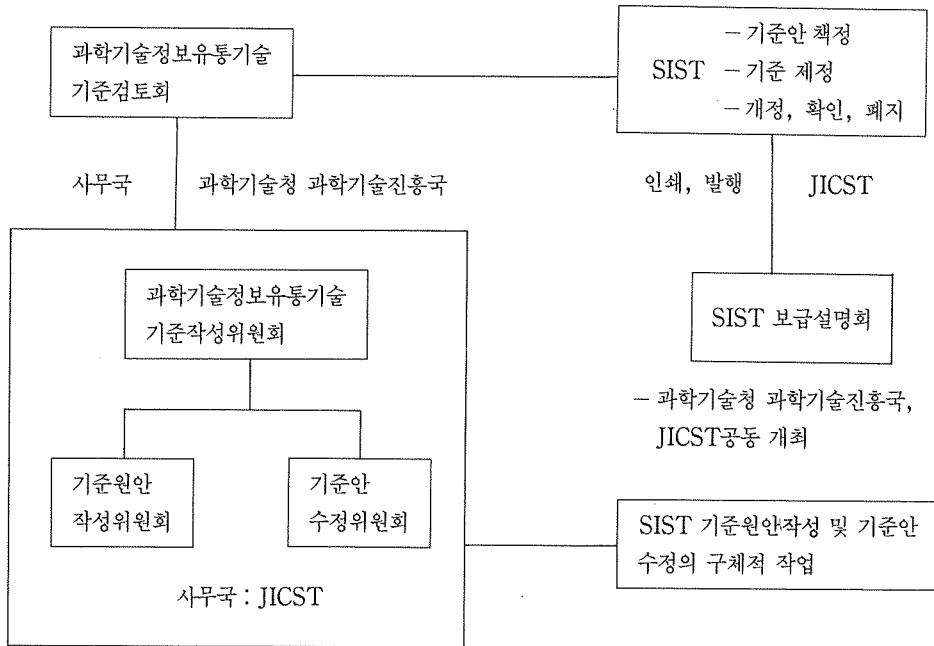 과학기술정보유통기술
기준검토회
– 기준안 책정
SIST – 기준 제정
– 개정, 확인, 폐지
사무국
과학기술청 과학기술진흥국
인쇄, 발행
JICST
과학기술정보유통기술
기준작성위원회
SIST 보급설명회
– 과학기술청 과학기술진흥국,
JICST공동 개최
기준원안
작성위원회
기준안
수정위원회
SIST 기준원안작성 및 기준안
수정의 구체적 작업
사무국 : JICST